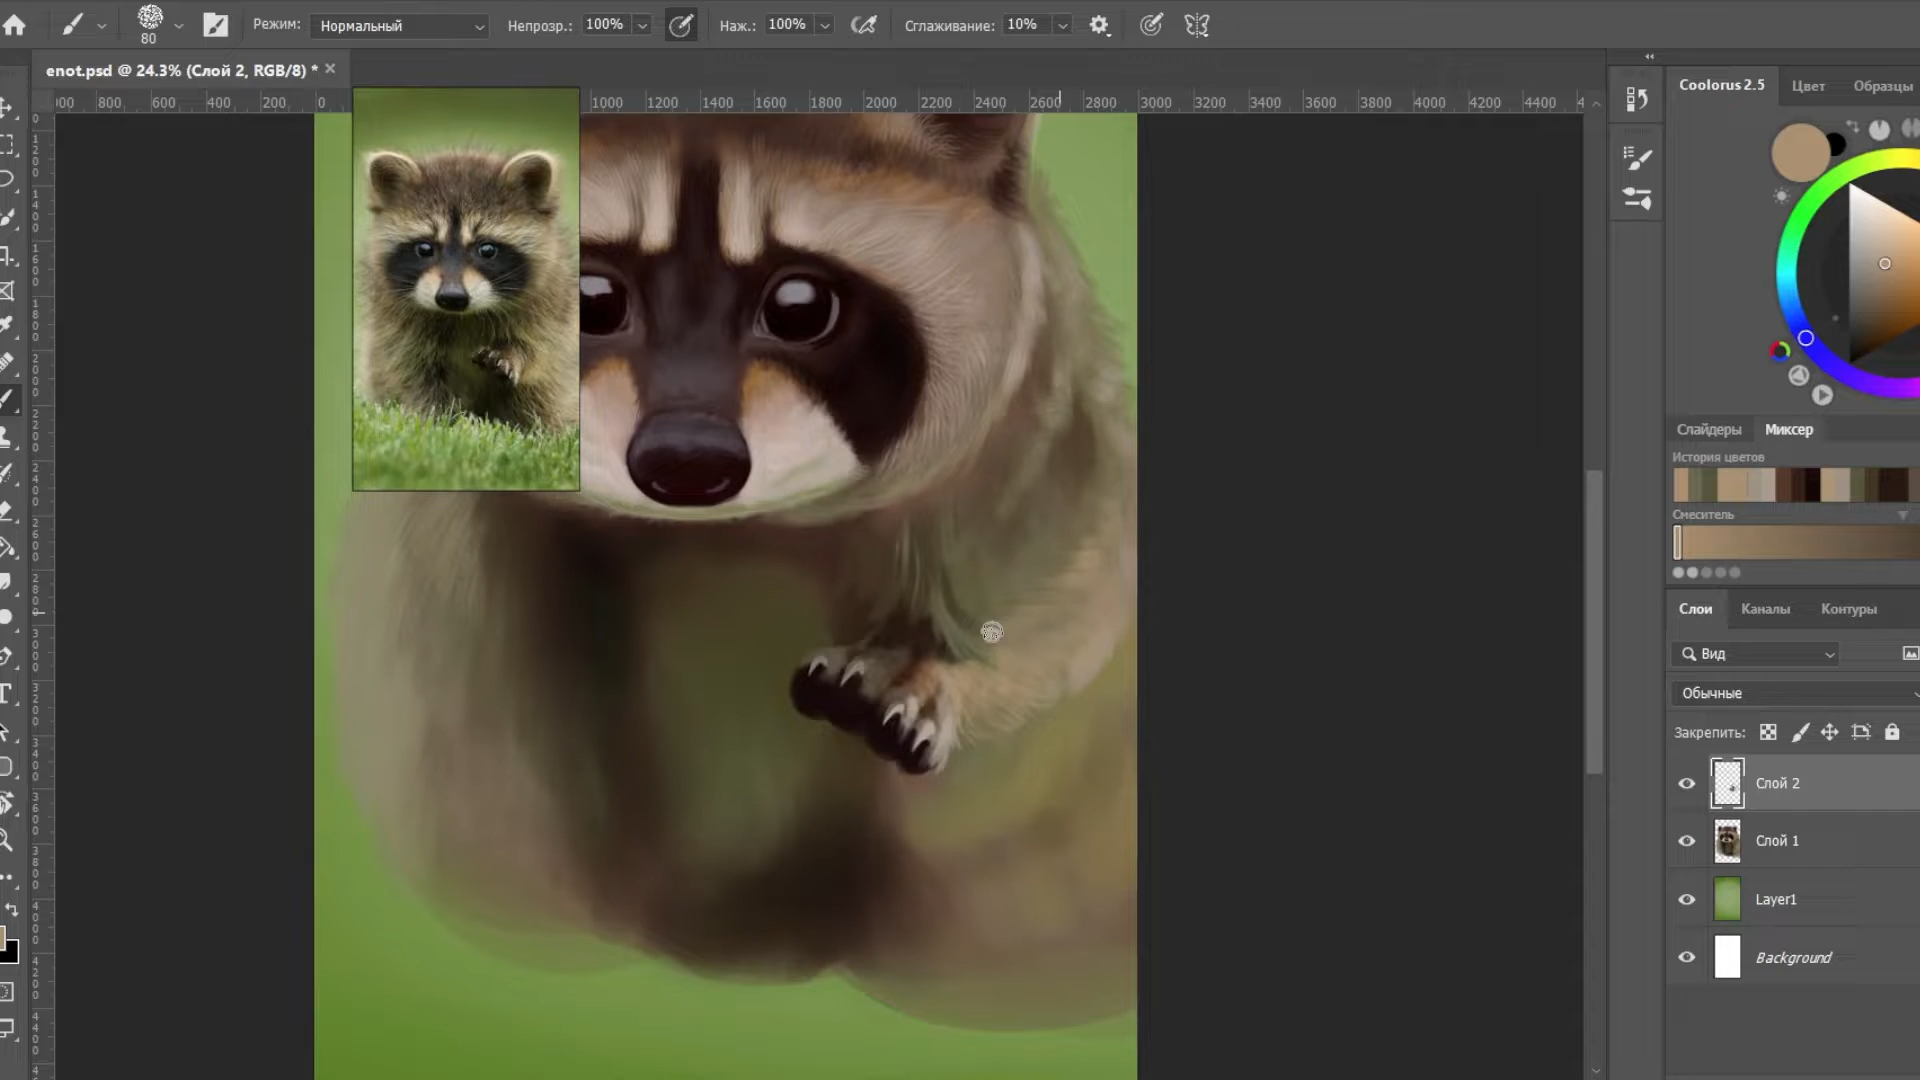 80
Режим: Нормальный
Непрозр.: 100%
Наж.: 100%
Сглаживание: 10%
enot.psd @ 24.3% (Слой 2, RGB/8) *
800 600 400 200 0 1000 1200 1400 1600 1800 2000 2200 2400 2600 2800 3000 3200 3400 3600 3800 4000 4200 4400
Coolorus 2.5 Цвет Образцы
Слайдеры Миксер
История цветов
Смеситель
Слои Каналы Контуры
Вид
Обычные
Закрепить:
Слой 2
Слой 1
Layer1
Background